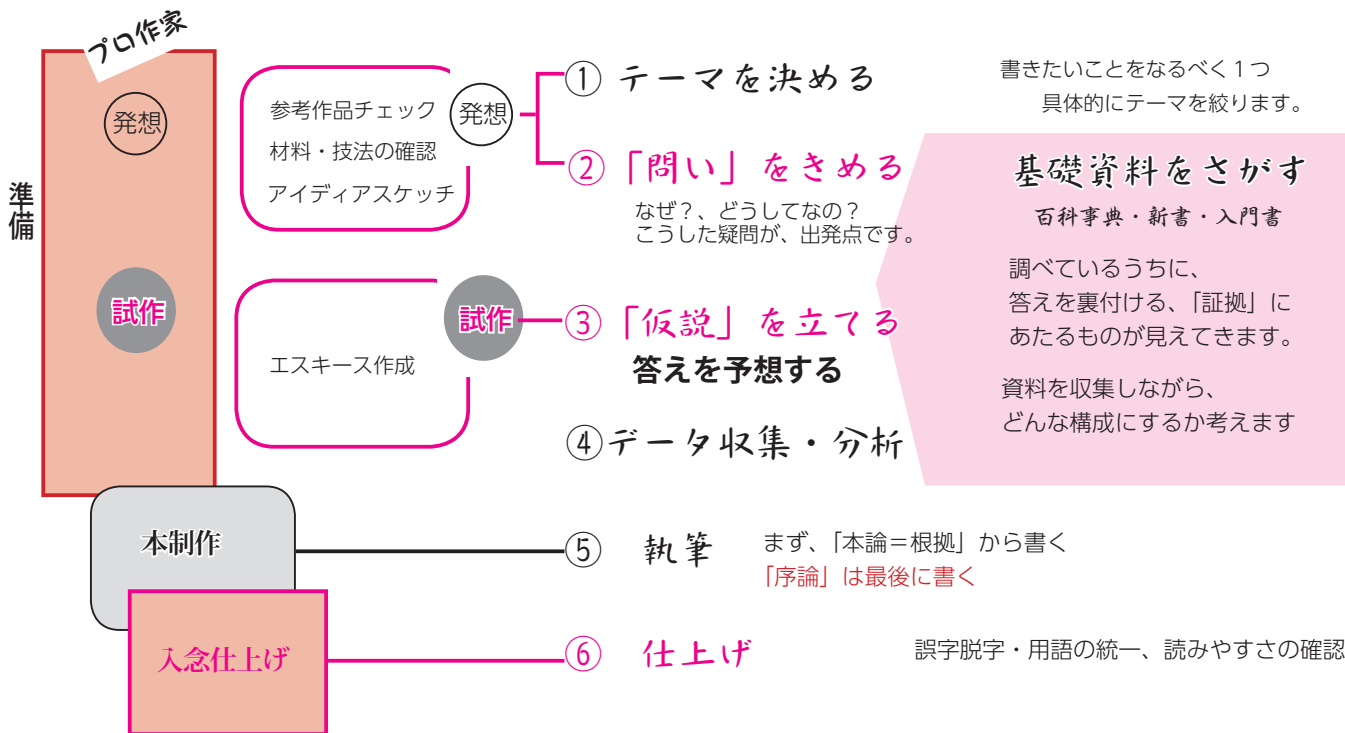 プロ作家
準備
発想
試作
本制作
入念仕上げ
参考作品チェック
材料・技法の確認
アイディアスケッチ
発想
エスキース作成
試作
① テーマを決める
書きたいことをなるべく1つ
具体的にテーマを絞ります。
② 「問い」をきめる
なぜ?、どうしてなの?
こうした疑問が、出発点です。
③ 「仮説」を立てる
答えを予想する
④ データ収集・分析
基礎資料をさがす
百科事典・新書・入門書
調べているうちに、
答えを裏付ける、「証拠」に
あたるものが見えてきます。
資料を収集しながら、
どんな構成にするか考えます
⑤ 執筆
まず、「本論=根拠」から書く
「序論」は最後に書く
⑥ 仕上げ
誤字脱字・用語の統一、読みやすさの確認